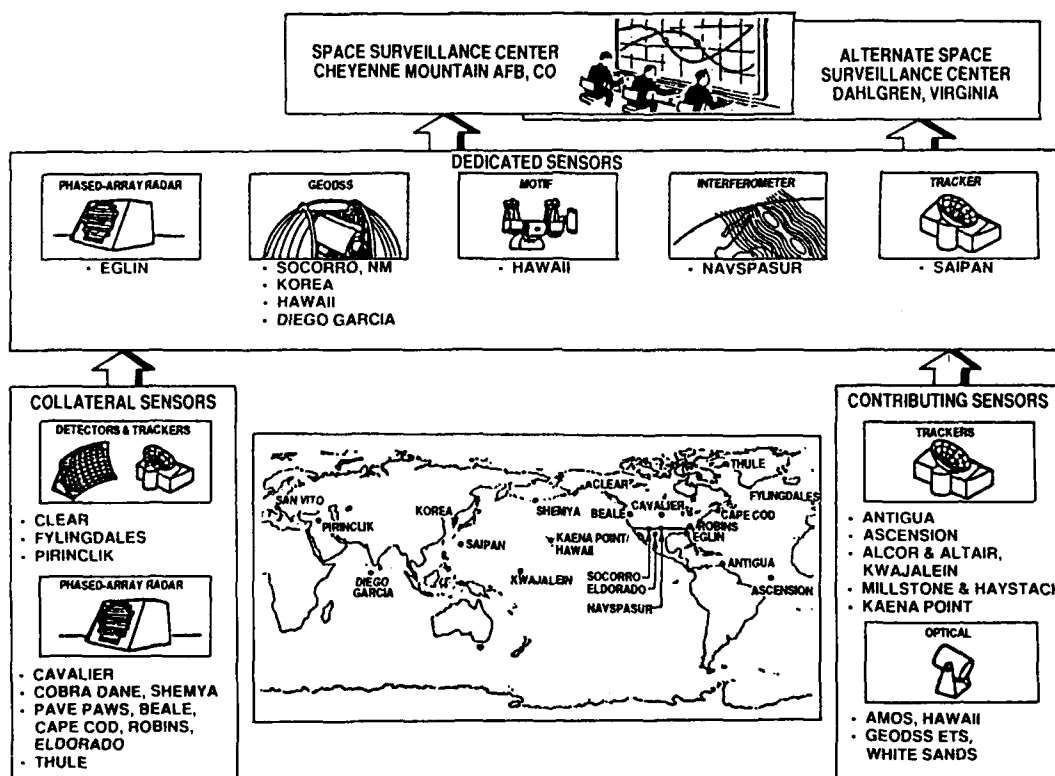 SPACE SURVEILLANCE CENTER
CHEYENNE MOUNTAIN AFB, CO
ALTERNATE SPACE
SURVEILLANCE CENTER
DAHLGREN, VIRGINIA
DEDICATED SENSORS
PHASED-ARRAY RADAR
• EGLIN
GEODSS
• SOCORRO, NM
• KOREA
• HAWAII
• DIEGO GARCIA
MOTIF
• HAWAII
INTERFEROMETER
• NAVSPASUR
TRACKER
• SAIPAN
COLLATERAL SENSORS
DETECTORS & TRACKERS
• CLEAR
• FYLINGDALES
• PIRINCLIK
PHASED-ARRAY RADAR
• CAVALIER
• COBRA DANE, SHEMYA
• PAVE PAWS, BEALE,
CAPE COD, ROBINS,
ELDORADO
• THULE
THULE
CLEAR
FYLINGDALES
SAN VITO
SHEMYA
BEALE
CAVALIER
CAPE COD
KOREA
PIRINCLIK
ROBINS
EGLIN
SAIPAN
KAENA POINT/
HAWAII
KWAJALEIN
SOCORRO
ELDORADO
ANTIGUA
DIEGO
GARCIA
ASCENSION
NAVSPASUR
CONTRIBUTING SENSORS
TRACKERS
• ANTIGUA
• ASCENSION
• ALCOR & ALTAIR,
KWAJALEIN
• MILLSTONE & HAYSTACK
• KAENA POINT
OPTICAL
• AMOS, HAWAII
• GEODSS ETS,
WHITE SANDS